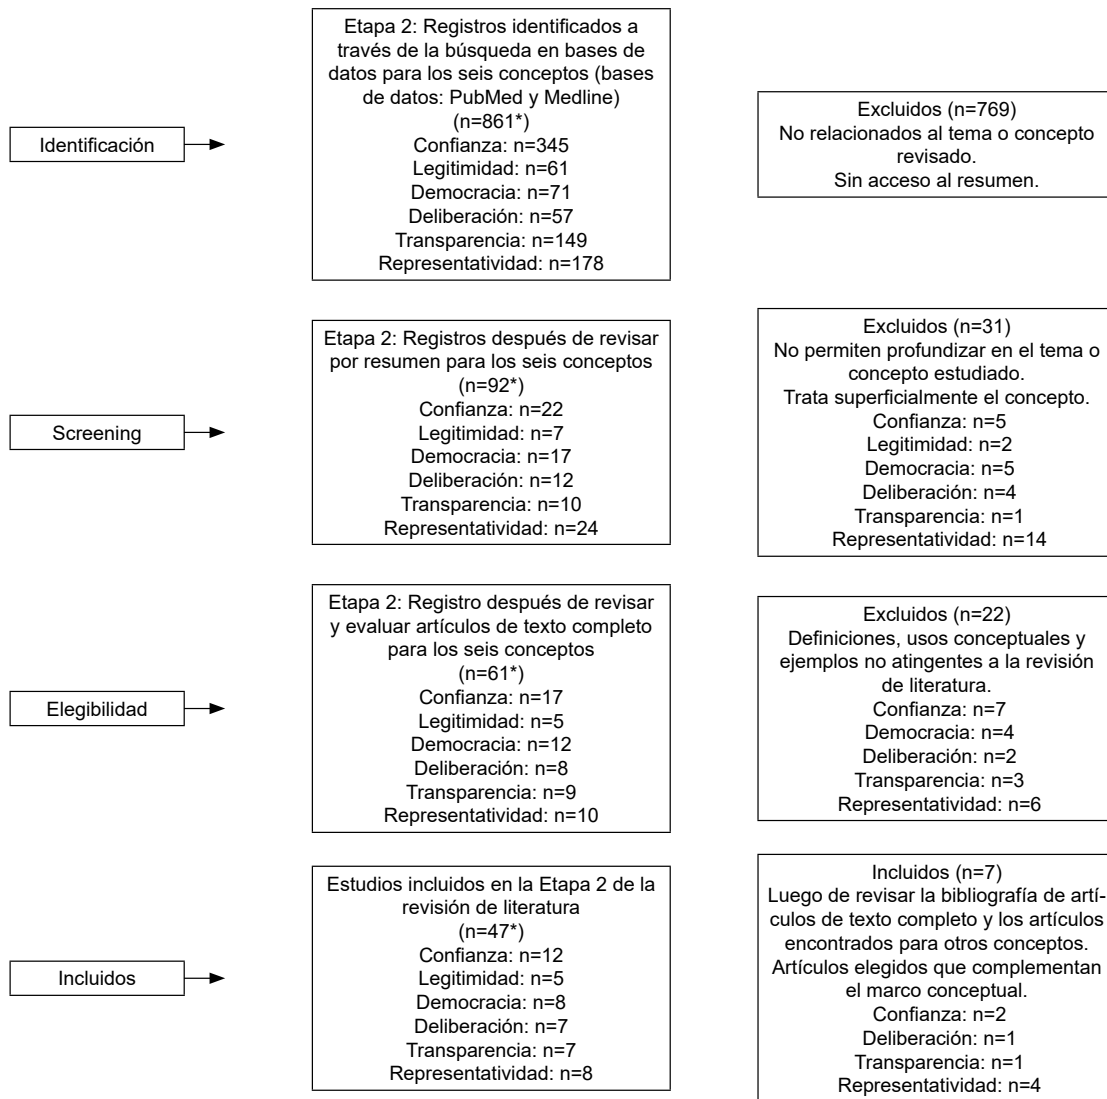 Identificación
Etapa 2: Registros identificados a
través de la búsqueda en bases de
datos para los seis conceptos (bases
de datos: PubMed y Medline)
(n=861*)
Confianza: n=345
Legitimidad: n=61
Democracia: n=71
Deliberación: n=57
Transparencia: n=149
Representatividad: n=178
Excluidos (n=769)
No relacionados al tema o concepto
revisado.
Sin acceso al resumen.
Screening
Etapa 2: Registros después de revisar
por resumen para los seis conceptos
(n=92*)
Confianza: n=22
Legitimidad: n=7
Democracia: n=17
Deliberación: n=12
Transparencia: n=10
Representatividad: n=24
Excluidos (n=31)
No permiten profundizar en el tema o
concepto estudiado.
Trata superficialmente el concepto.
Confianza: n=5
Legitimidad: n=2
Democracia: n=5
Deliberación: n=4
Transparencia: n=1
Representatividad: n=14
Elegibilidad
Etapa 2: Registro después de revisar
y evaluar artículos de texto completo
para los seis conceptos
(n=61*)
Confianza: n=17
Legitimidad: n=5
Democracia: n=12
Deliberación: n=8
Transparencia: n=9
Representatividad: n=10
Excluidos (n=22)
Definiciones, usos conceptuales y
ejemplos no atingentes a la revisión
de literatura.
Confianza: n=7
Democracia: n=4
Deliberación: n=2
Transparencia: n=3
Representatividad: n=6
Incluidos
Estudios incluidos en la Etapa 2 de la
revisión de literatura
(n=47*)
Confianza: n=12
Legitimidad: n=5
Democracia: n=8
Deliberación: n=7
Transparencia: n=7
Representatividad: n=8
Incluidos (n=7)
Luego de revisar la bibliografía de artí-
culos de texto completo y los artículos
encontrados para otros conceptos.
Artículos elegidos que complementan
el marco conceptual.
Confianza: n=2
Deliberación: n=1
Transparencia: n=1
Representatividad: n=4